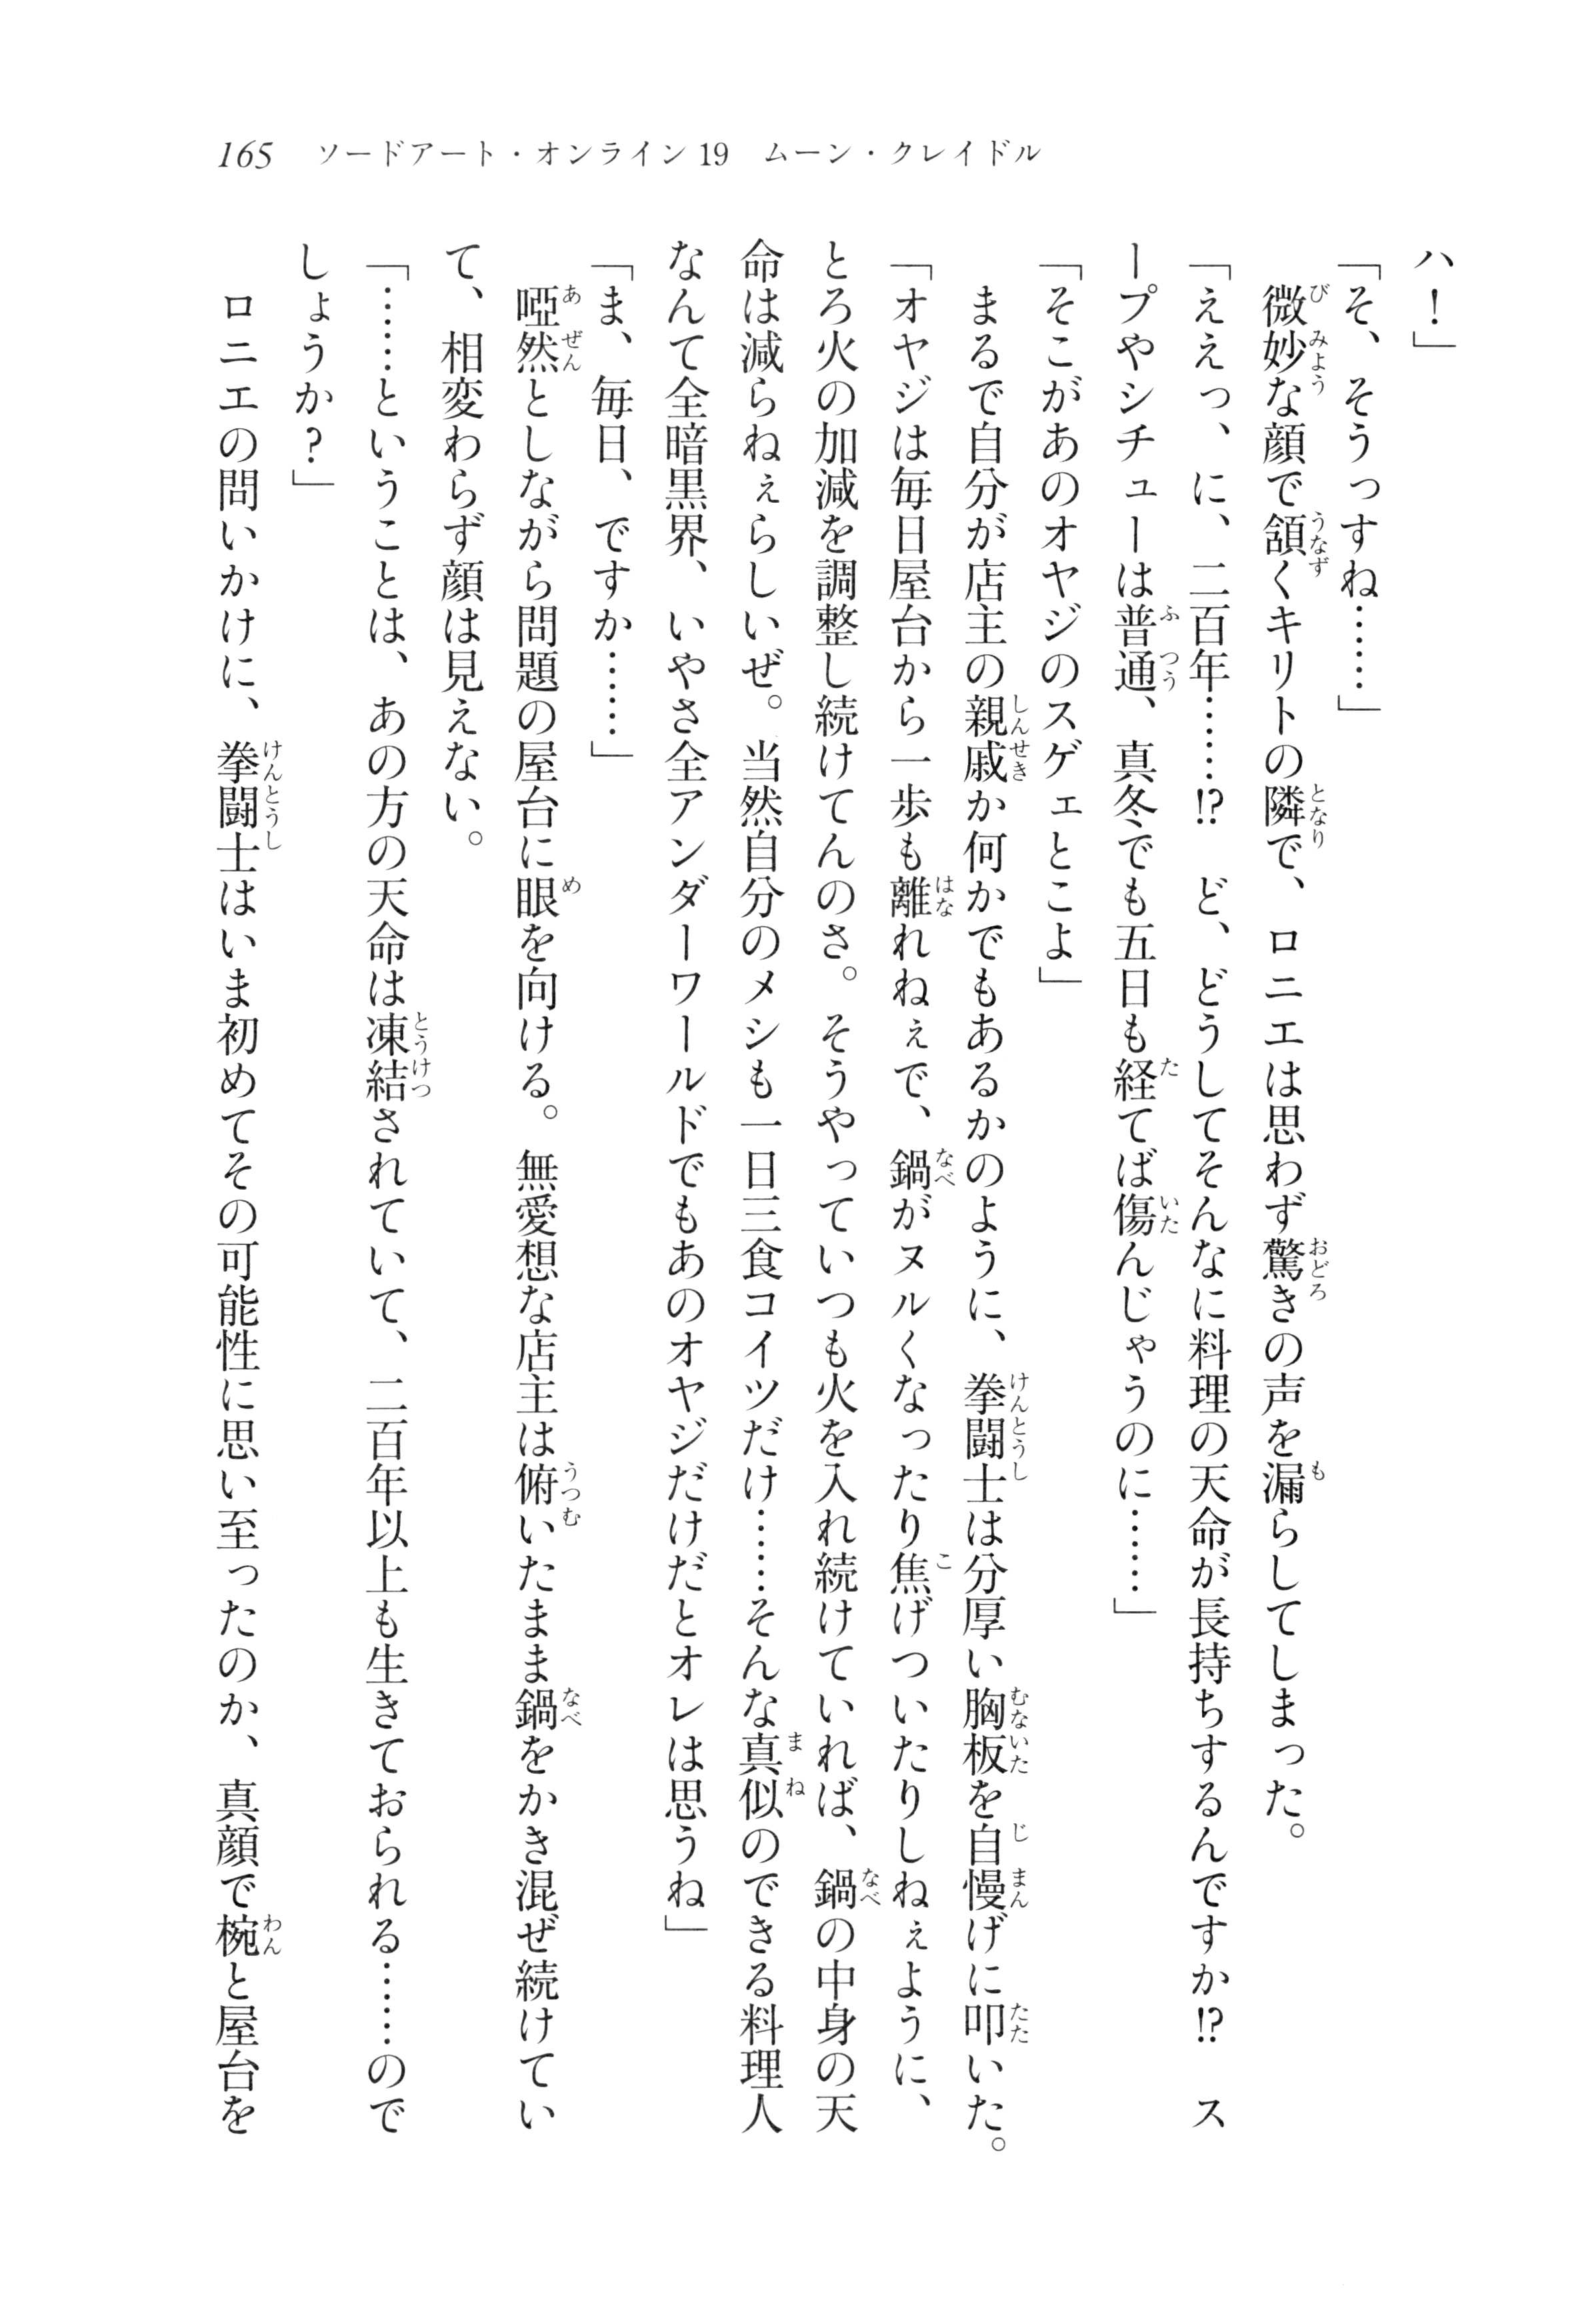 165　ソードアート・オンライン19　ムーン・クレイドル
ハ！」
「そ、そうっすね……」
　微妙な顔で頷くキリトの隣で、ロニエは思わず驚きの声を漏らしてしまった。
「ええっ、に、二百年……!?　ど、どうしてそんなに料理の天命が長持ちするんですか!?　ス
ープやシチューは普通、真冬でも五日も経てば傷んじゃうのに……」
「そこがあのオヤジのスゲェとこよ」
　まるで自分が店主の親戚か何かでもあるかのように、拳闘士は分厚い胸板を自慢げに叩いた。
「オヤジは毎日屋台から一歩も離れねぇで、鍋がヌルくなったり焦げついたりしねぇように、
とろ火の加減を調整し続けてんのさ。そうやっていつも火を入れ続けていれば、鍋の中身の天
命は減らねぇらしいぜ。当然自分のメシも一日三食コイツだけ……そんな真似のできる料理人
なんて全暗黒界、いやさ全アンダーワールドでもあのオヤジだけだとオレは思うね」
「ま、毎日、ですか……」
　啞然としながら問題の屋台に眼を向ける。無愛想な店主は俯いたまま鍋をかき混ぜ続けてい
て、相変わらず顔は見えない。
「……ということは、あの方の天命は凍結されていて、二百年以上も生きておられる……ので
しょうか？」
　ロニエの問いかけに、拳闘士はいま初めてその可能性に思い至ったのか、真顔で椀と屋台を